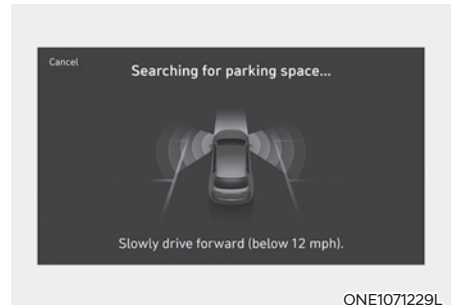 Cancel
Searching for parking space...
Slowly drive forward (below 12 mph).
ONE1071229L